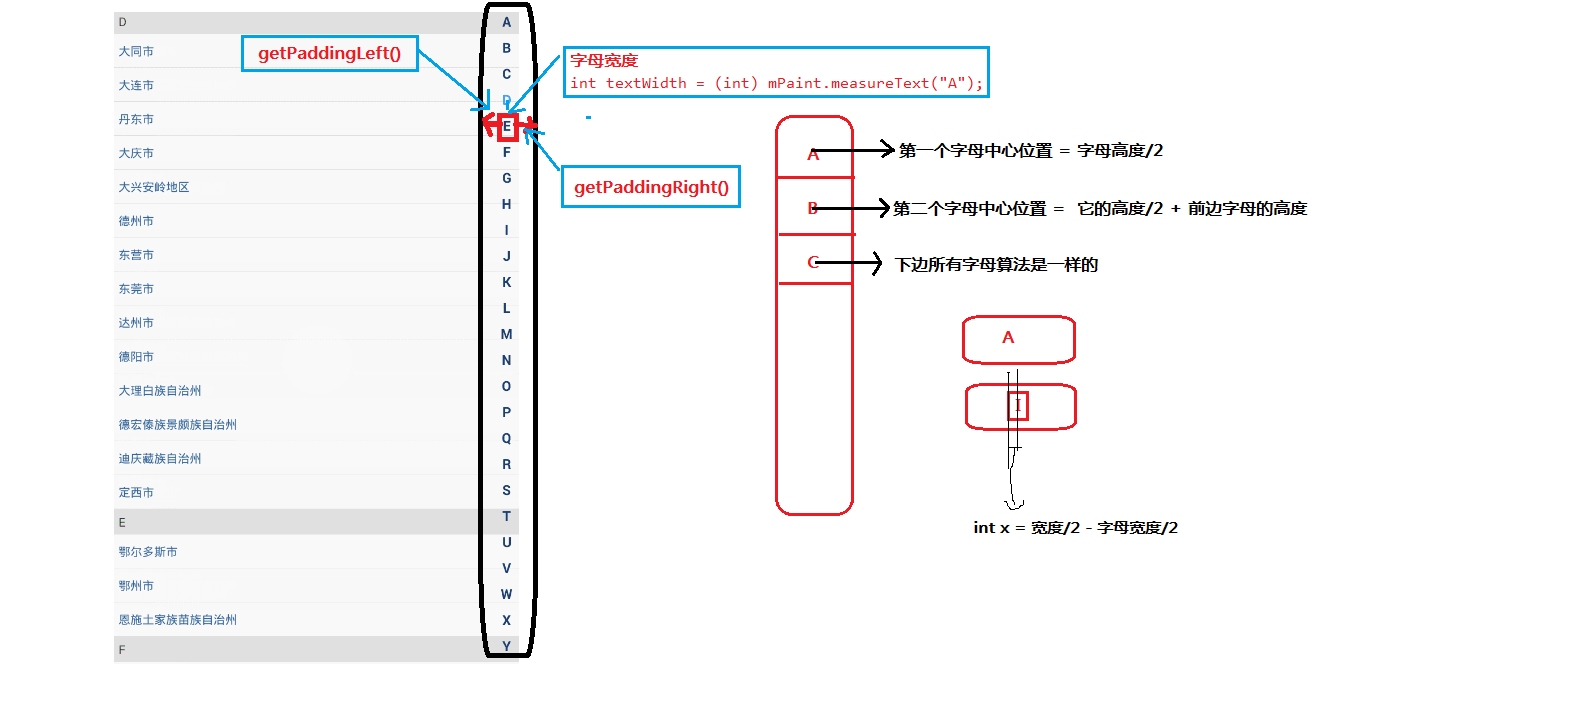 D
大同市
大连市
丹东市
大庆市
大兴安岭地区
德州市
东营市
东莞市
达州市
德阳市
大理白族自治州
德宏傣族景颇族自治州
迪庆藏族自治州
定西市
E
鄂尔多斯市
鄂州市
恩施土家族苗族自治州
F
A
B
C
D
E
F
G
H
I
J
K
L
M
N
O
P
Q
R
S
T
U
V
W
X
Y
getPaddingLeft()
字母宽度
int textWidth = (int) mPaint.measureText("A");
getPaddingRight()
A
第一个字母中心位置 = 字母高度/2
B
第二个字母中心位置 = 它的高度/2 + 前边字母的高度
C
下边所有字母算法是一样的
A
I
int x = 宽度/2 - 字母宽度/2